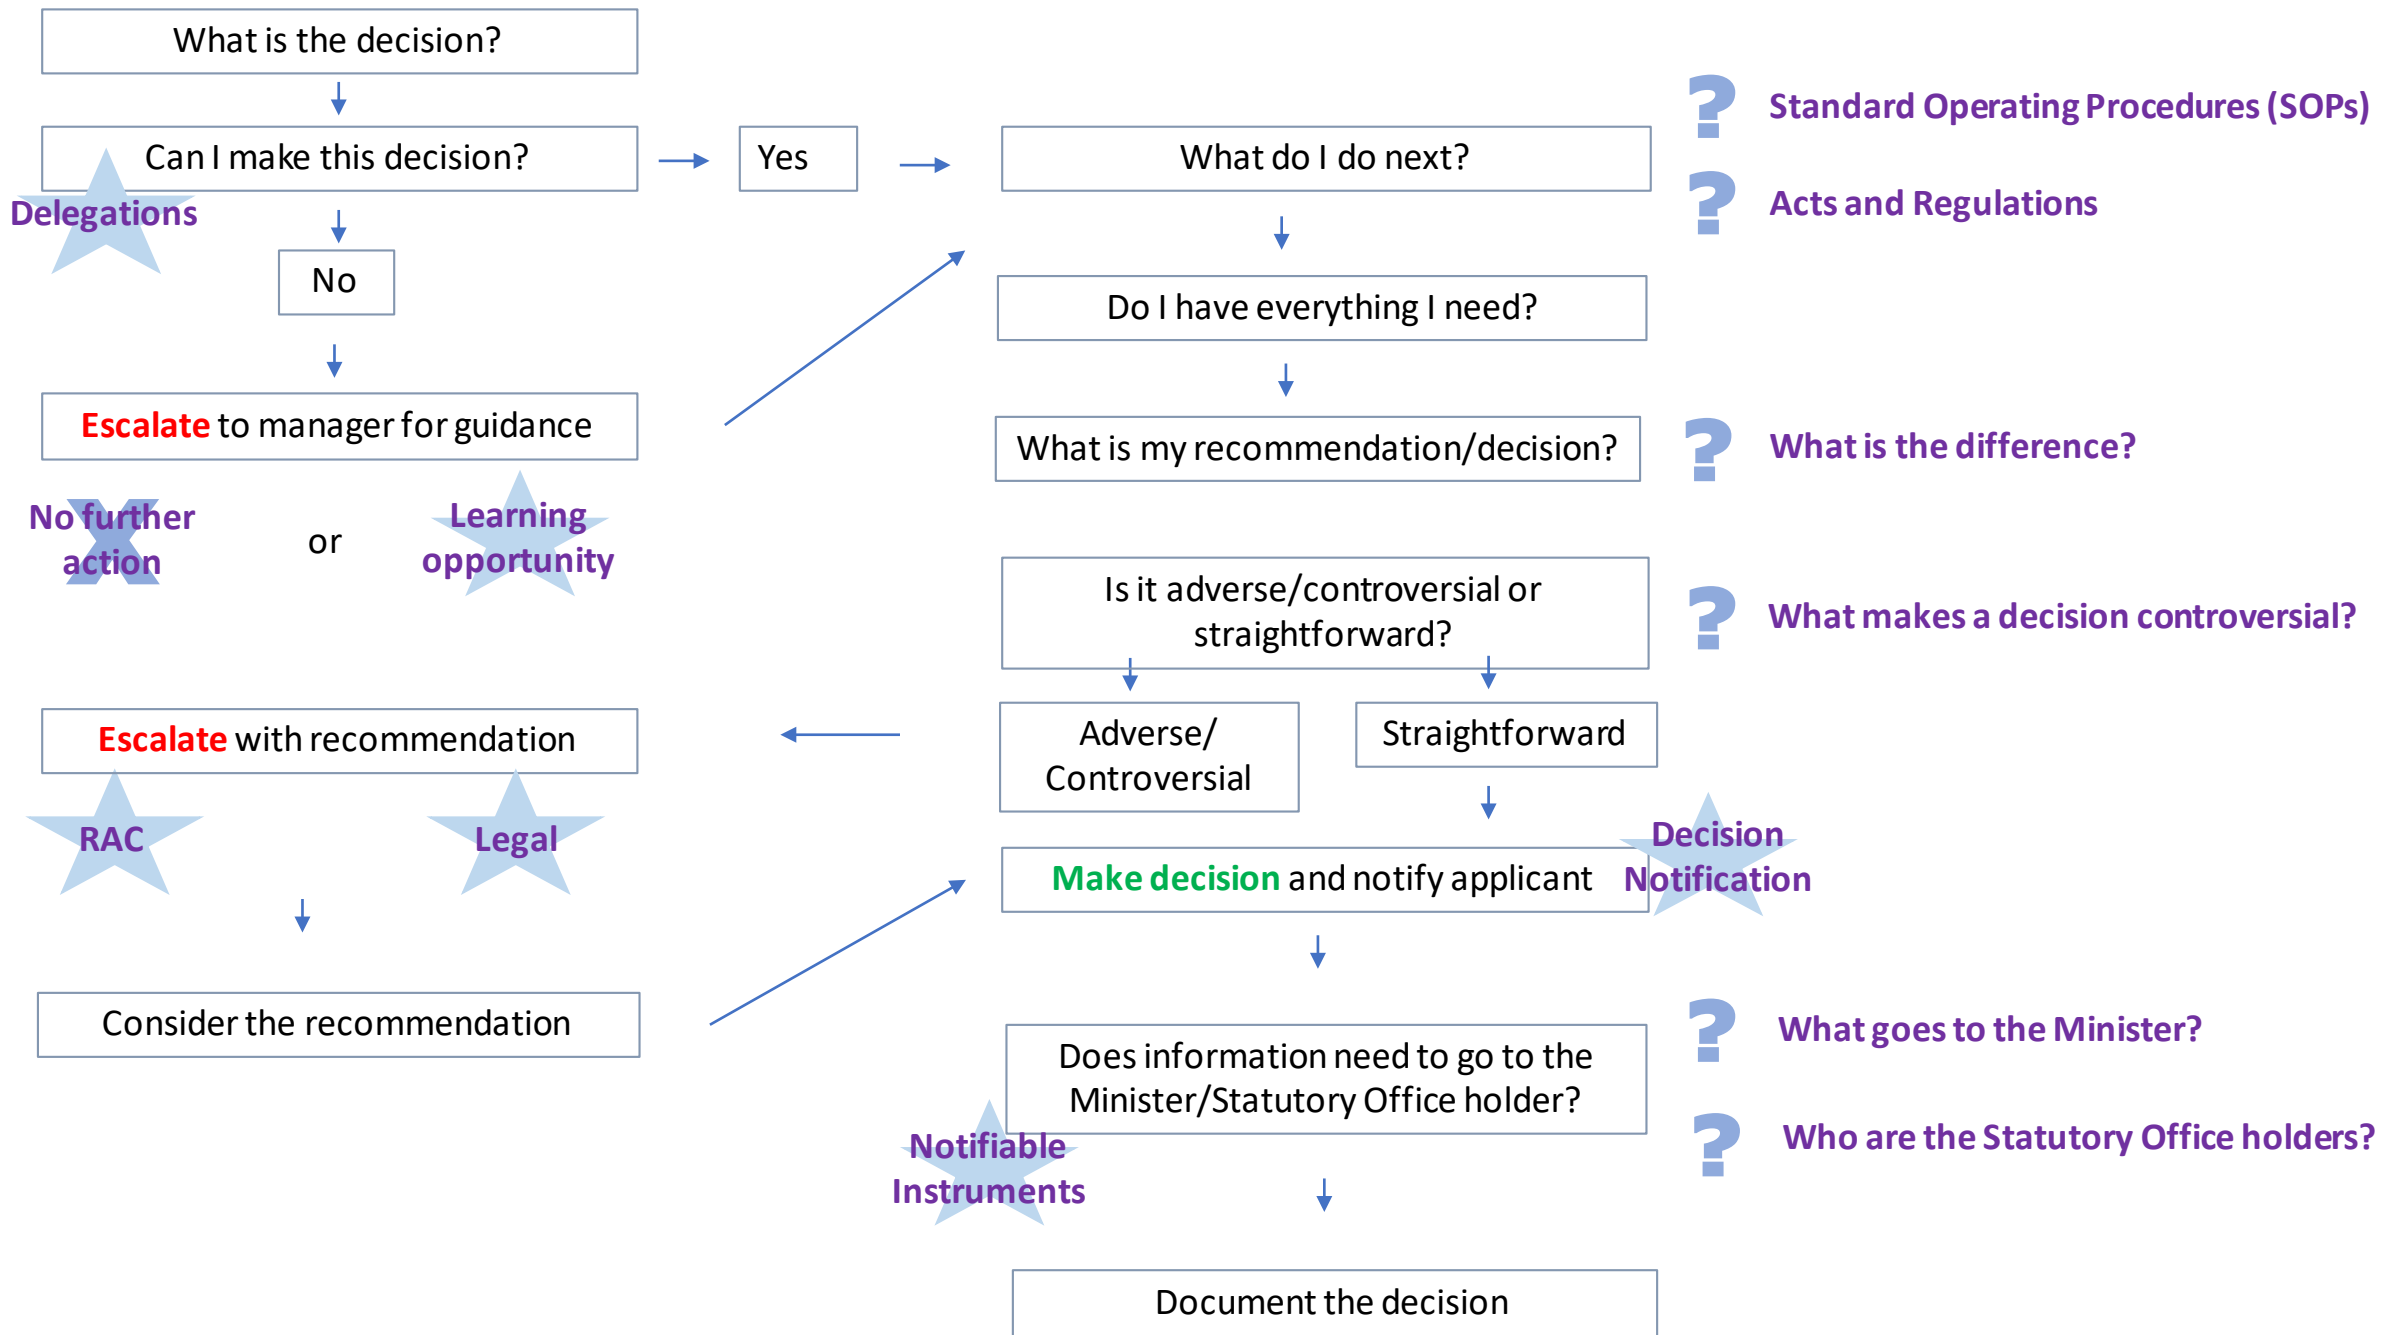 What is the decision?
Can I make this decision?
Delegations
No
Yes
Escalate to manager for guidance
No further
action
or
Learning
opportunity
What do I do next?
Standard Operating Procedures (SOPs)
?
Acts and Regulations
?
Do I have everything I need?
What is my recommendation/decision?
?
What is the difference?
Is it adverse/controversial or
straightforward?
?
What makes a decision controversial?
Adverse/
Controversial
Straightforward
Escalate with recommendation
RAC
Legal
Consider the recommendation
Make decision and notify applicant
Decision
Notification
Does information need to go to the
Minister/Statutory Office holder?
Notifiable
Instruments
?
What goes to the Minister?
?
Who are the Statutory Office holders?
Document the decision